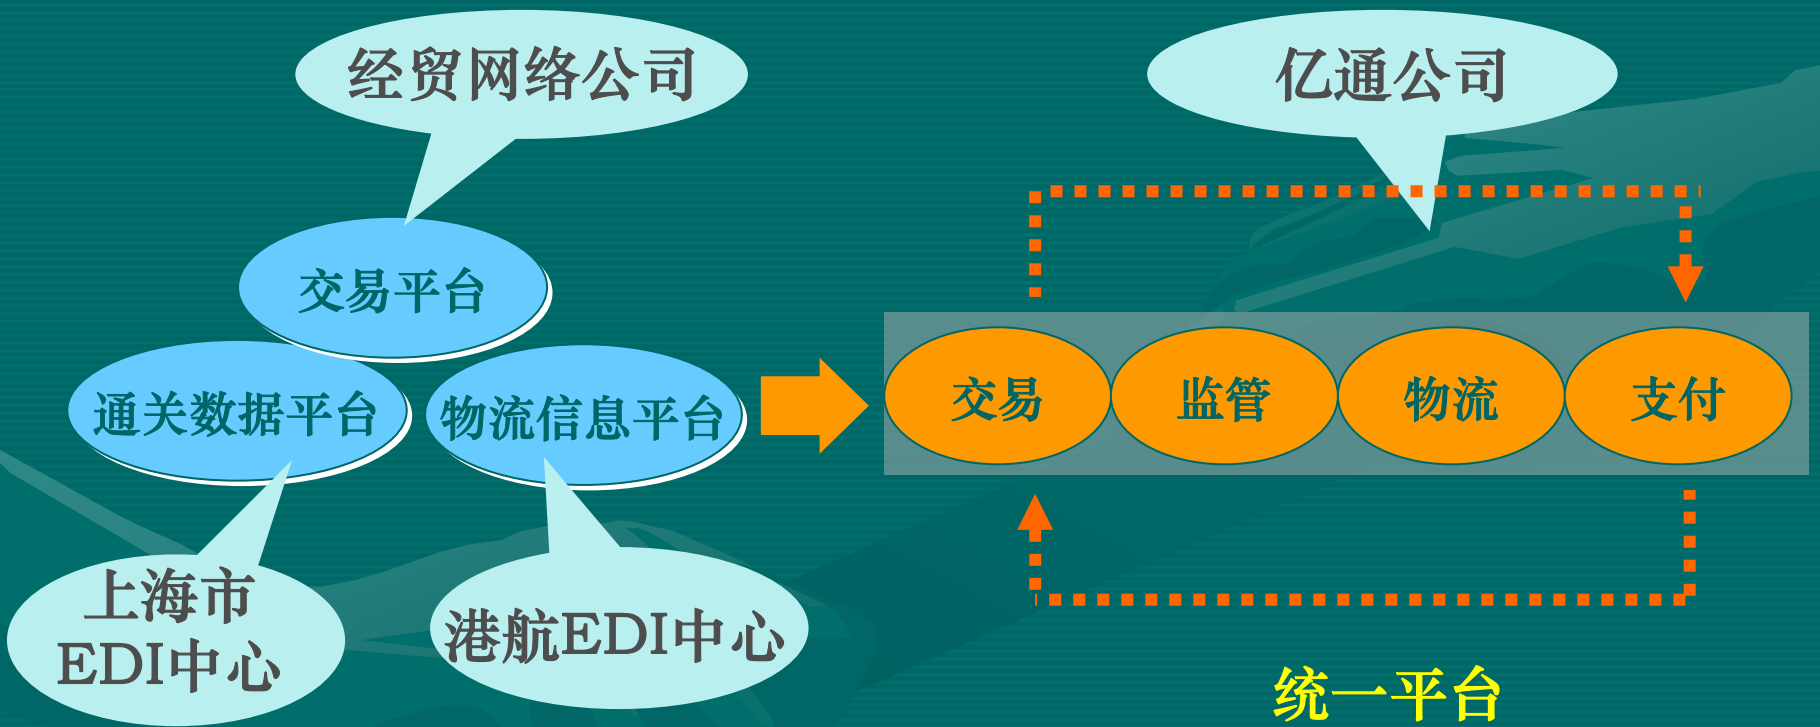 经贸网络公司
亿通公司
交易平台
通关数据平台
物流信息平台
交易
监管
物流
支付
上海市
EDI中心
港航EDI中心
统一平台